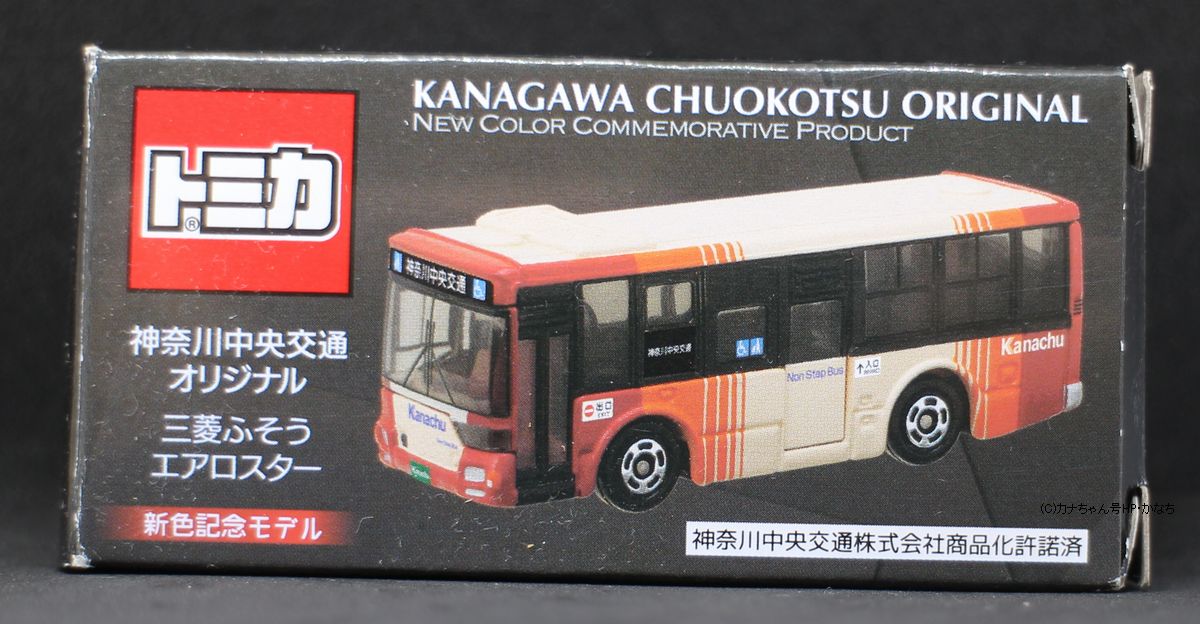 KANAGAWA CHUOKOTSU ORIGINAL
NEW COLOR COMMEMORATIVE PRODUCT
トミカ
®
神奈川中央交通
オリジナル
三菱ふそう
エアロスター
新色記念モデル
神奈川中央交通
神奈川中央交通
Kanachu
Kanachu
出口
Non Step Bus
入口
Kanachu
神奈川中央交通株式会社商品化許諾済
(C)カナちゃん号HP・かなち